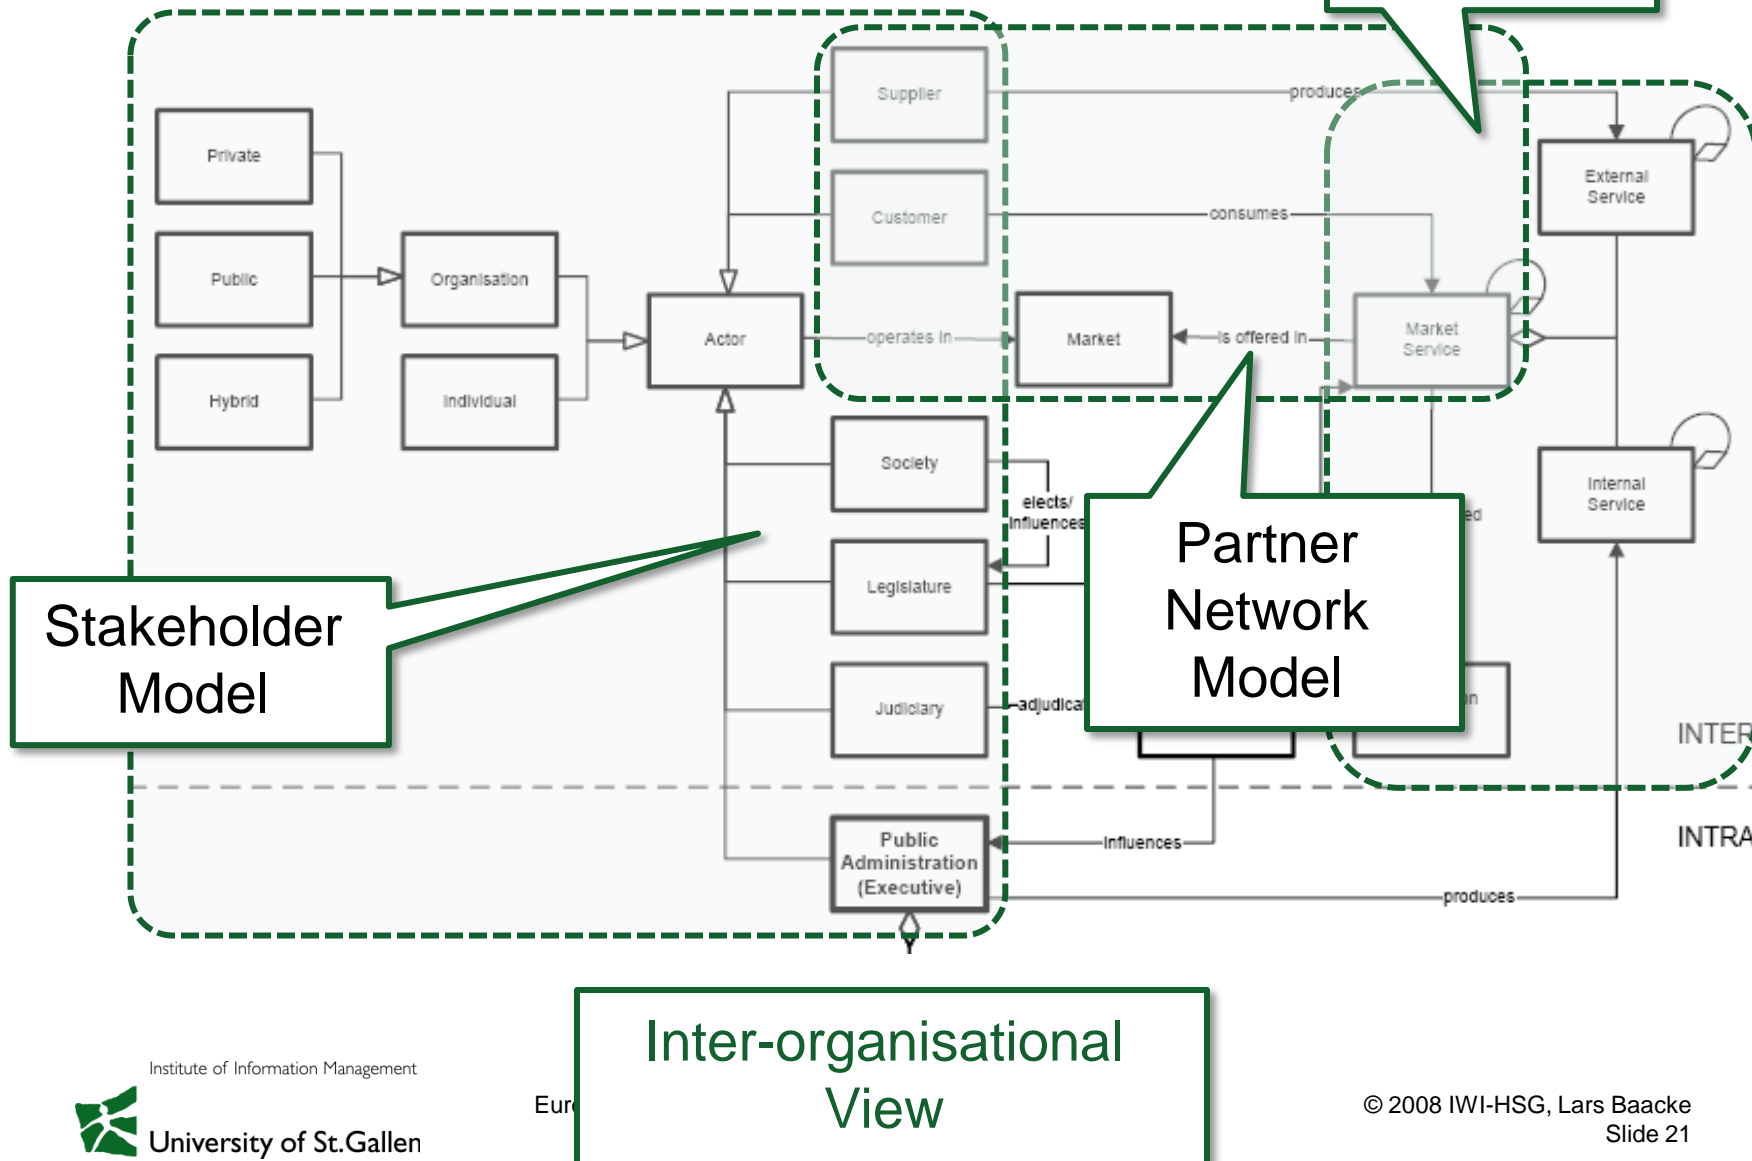 Supplier
produces
Private
External
Service
Customer
consumes
Public
Organisation
Actor
operates in
Market
is offered in
Market
Service
Hybrid
Individual
Society
elects/
influences
Internal
Service
Partner
Network
Model
Legislature
Stakeholder
Model
Judiciary
INTER
Public
Administration
(Executive)
influences
INTRA
produces
Inter-organisational
View
Institute of Information Management
University of St.Gallen
© 2008 IWI-HSG, Lars Baacke
Slide 21